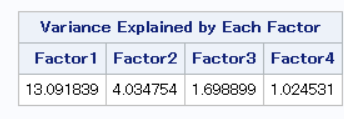 Variance Explained by Each Factor
Factor1 Factor2 Factor3 Factor4
13.091839 4.034754 1.698899 1.024531